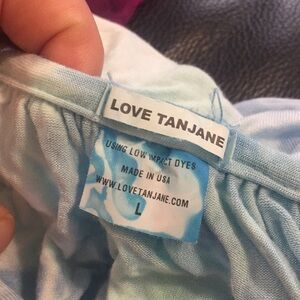 LOVE TANJANE
USING LOW IMPACT DYES
MADE IN USA
WWW.LOVETANJANE.COM
L